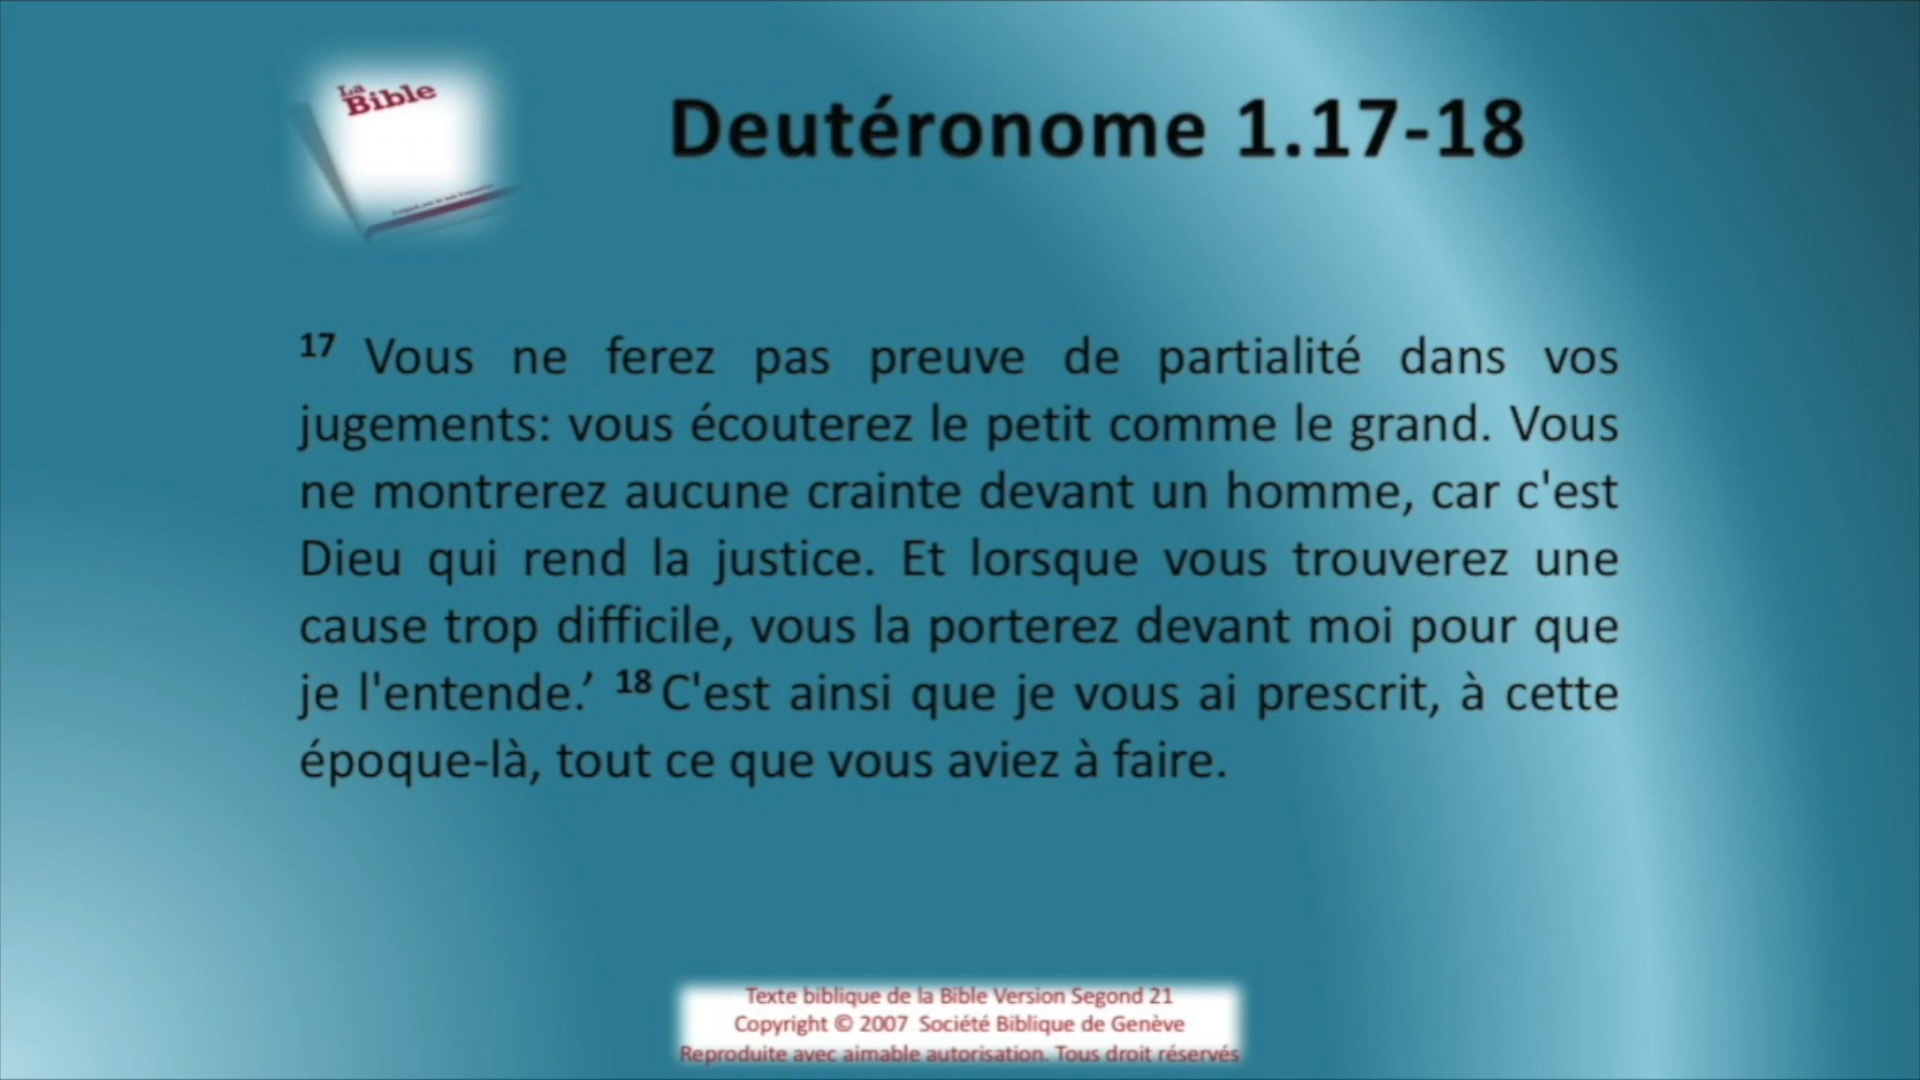 La
Bible
Deutéronome 1.17-18
17 Vous ne ferez pas preuve de partialité dans vos
jugements: vous écouterez le petit comme le grand. Vous
ne montrerez aucune crainte devant un homme, car c'est
Dieu qui rend la justice. Et lorsque vous trouverez une
cause trop difficile, vous la porterez devant moi pour que
je l'entende.’ 18 C'est ainsi que je vous ai prescrit, à cette
époque-là, tout ce que vous aviez à faire.
Texte biblique de la Bible Version Segond 21
Copyright © 2007 Société Biblique de Genève
Reproduite avec aimable autorisation. Tous droit réservés